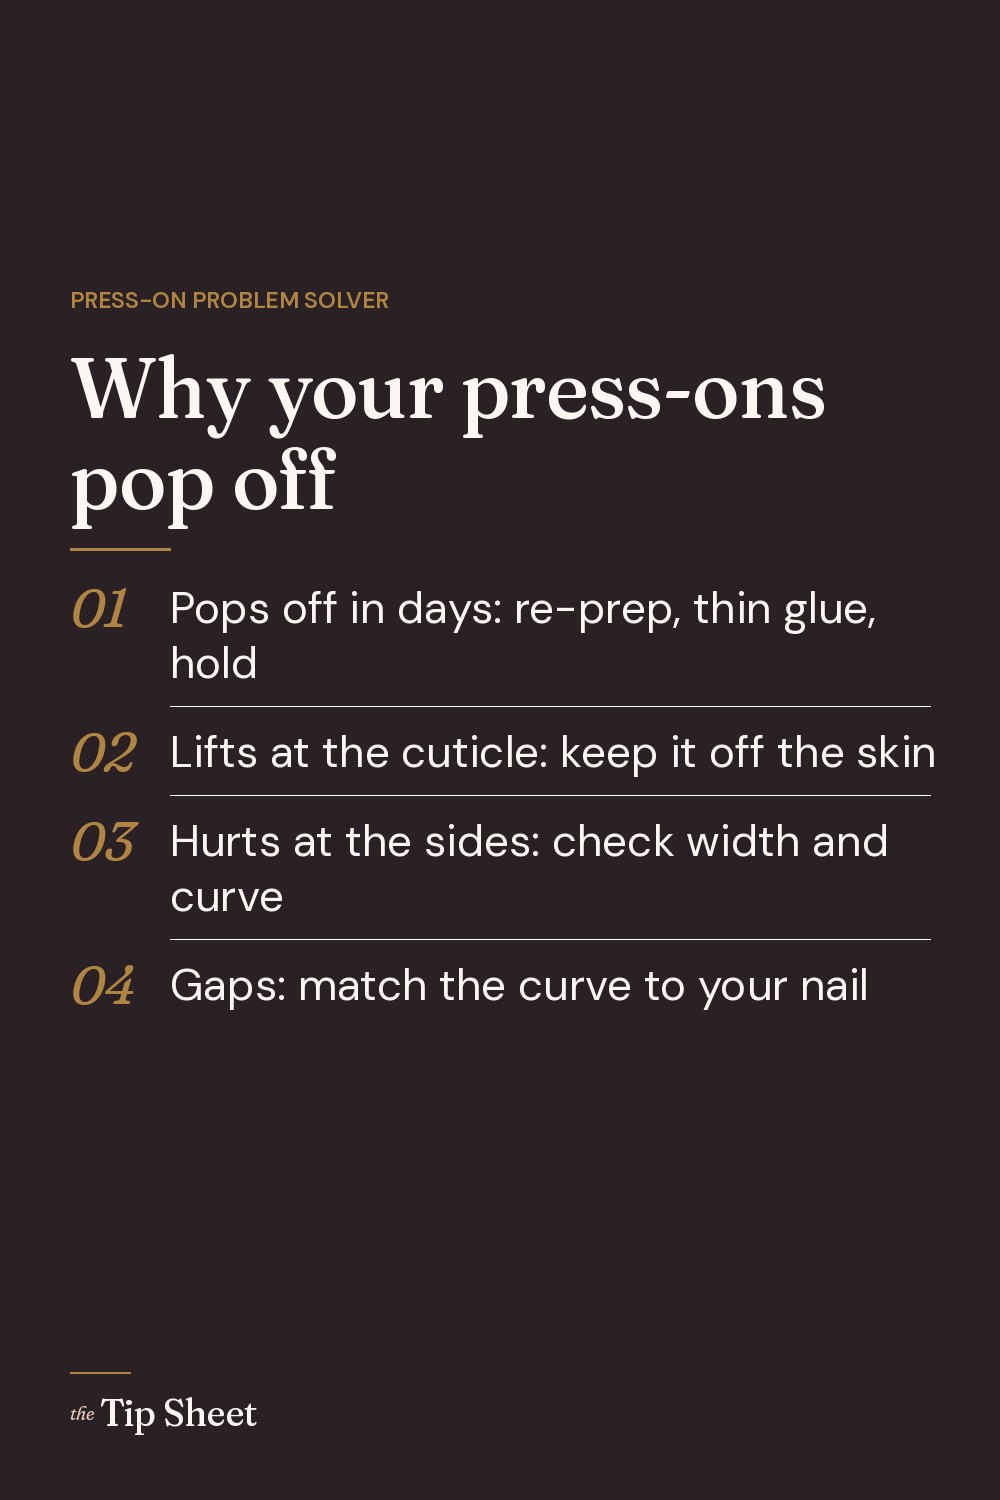 PRESS-ON PROBLEM SOLVER
Why your press-ons
pop off
01 Pops off in days: re-prep, thin glue,
hold
02 Lifts at the cuticle: keep it off the skin
03 Hurts at the sides: check width and
curve
04 Gaps: match the curve to your nail
the Tip Sheet